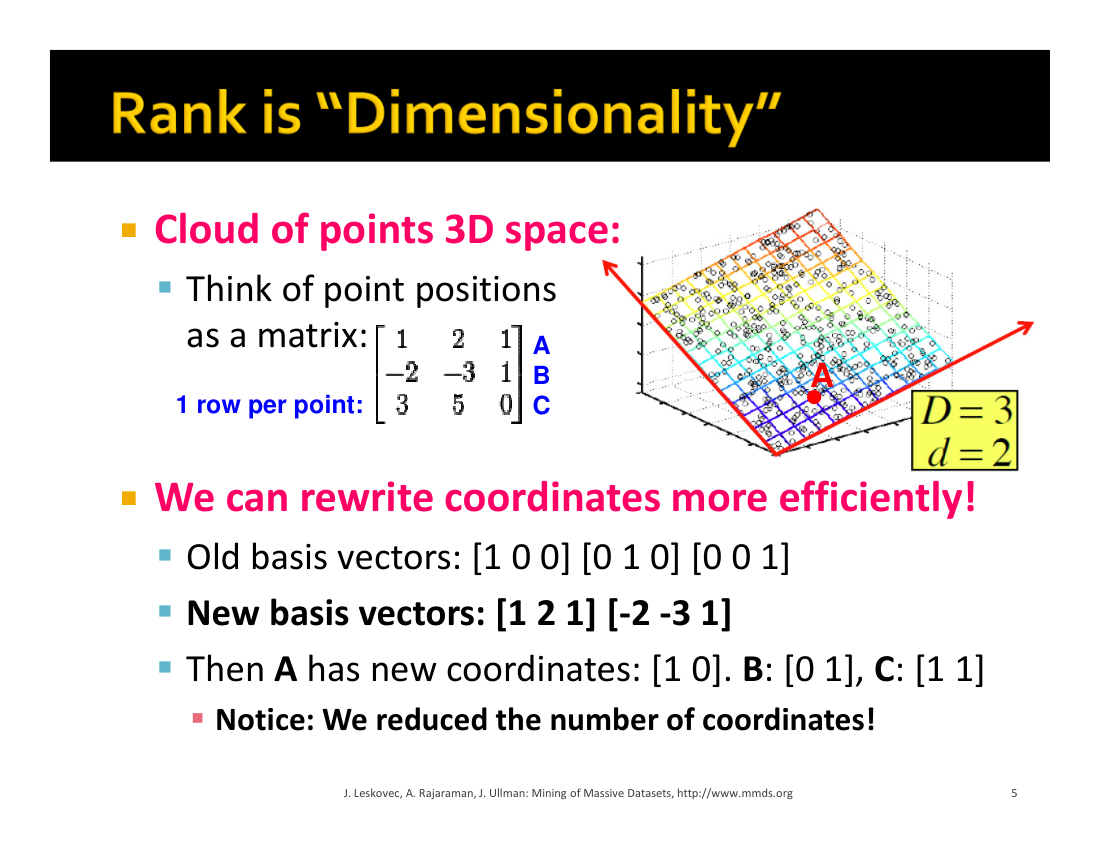 Rank is “Dimensionality”
Cloud of points 3D space:
Think of point positions
as a matrix:
1 2 1 A
−2 −3 1 B
1 row per point: 3 5 0 C
A
D = 3
d = 2
We can rewrite coordinates more efficiently!
Old basis vectors: [1 0 0] [0 1 0] [0 0 1]
New basis vectors: [1 2 1] [-2 -3 1]
Then A has new coordinates: [1 0]. B: [0 1], C: [1 1]
Notice: We reduced the number of coordinates!
J. Leskovec, A. Rajaraman, J. Ullman: Mining of Massive Datasets, http://www.mmds.org
5